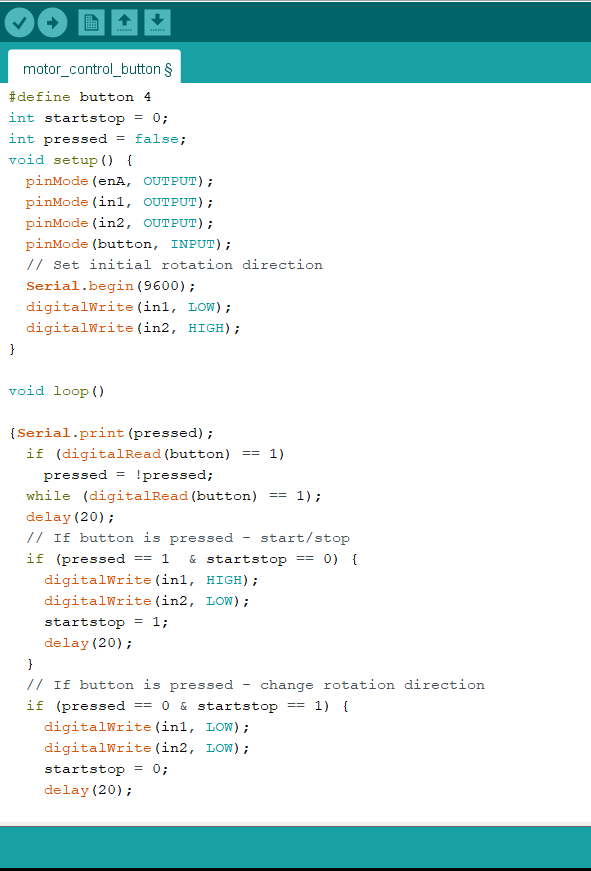 motor_control_button §
#define button 4
int startstop = 0;
int pressed = false;
void setup() {
  pinMode(enA, OUTPUT);
  pinMode(in1, OUTPUT);
  pinMode(in2, OUTPUT);
  pinMode(button, INPUT);
  // Set initial rotation direction
  Serial.begin(9600);
  digitalWrite(in1, LOW);
  digitalWrite(in2, HIGH);
}
void loop()
{Serial.print(pressed);
  if (digitalRead(button) == 1)
    pressed = !pressed;
  while (digitalRead(button) == 1);
  delay(20);
  // If button is pressed - start/stop
  if (pressed == 1  & startstop == 0) {
    digitalWrite(in1, HIGH);
    digitalWrite(in2, LOW);
    startstop = 1;
    delay(20);
  }
  // If button is pressed - change rotation direction
  if (pressed == 0 & startstop == 1) {
    digitalWrite(in1, LOW);
    digitalWrite(in2, LOW);
    startstop = 0;
    delay(20);